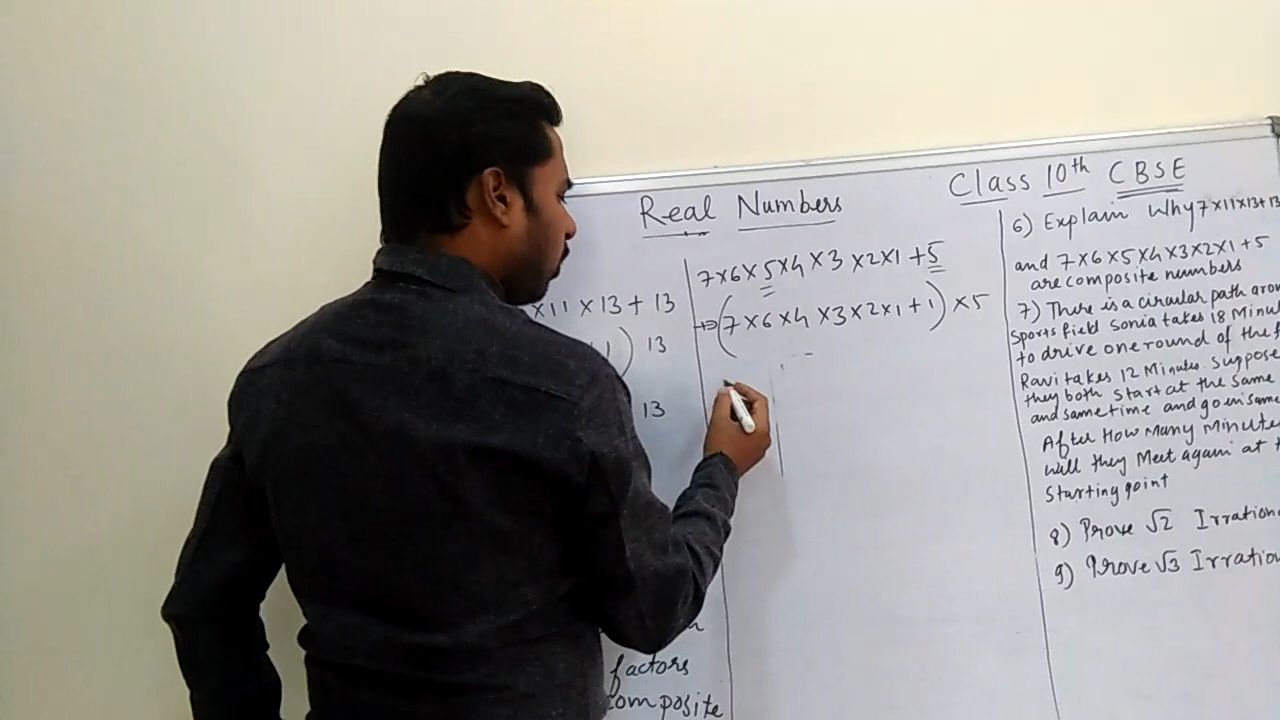 Real Numbers
Class 10th CBSE
×11 × 13 + 13
1) 13
13
factors
composite
7×6×5×4×3×2×1 +5
⇒ (7×6×4×3×2×1+1)×5
6) Explain Why 7×11×13+13
and 7×6×5×4×3×2×1+5
are composite numbers
7) There is a circular path
Sports field Sonia takes 18
to drive one round of the
Ravi takes 12 Minutes. Suppose
they both start at the same
and same time and go in same
After How Many Minutes
will they Meet again at
Starting point
8) Prove √2
9) Prove √3